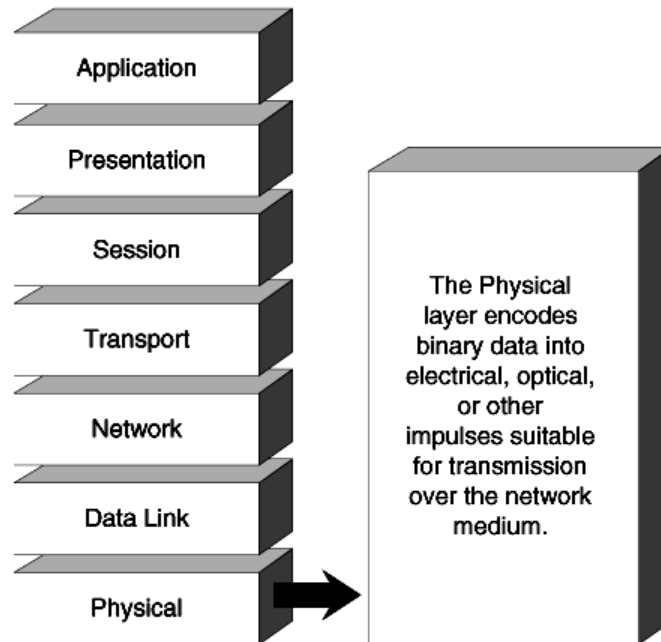 Application
Presentation
Session
Transport
Network
Data Link
Physical
The Physical
layer encodes
binary data into
electrical, optical,
or other
impulses suitable
for transmission
over the network
medium.